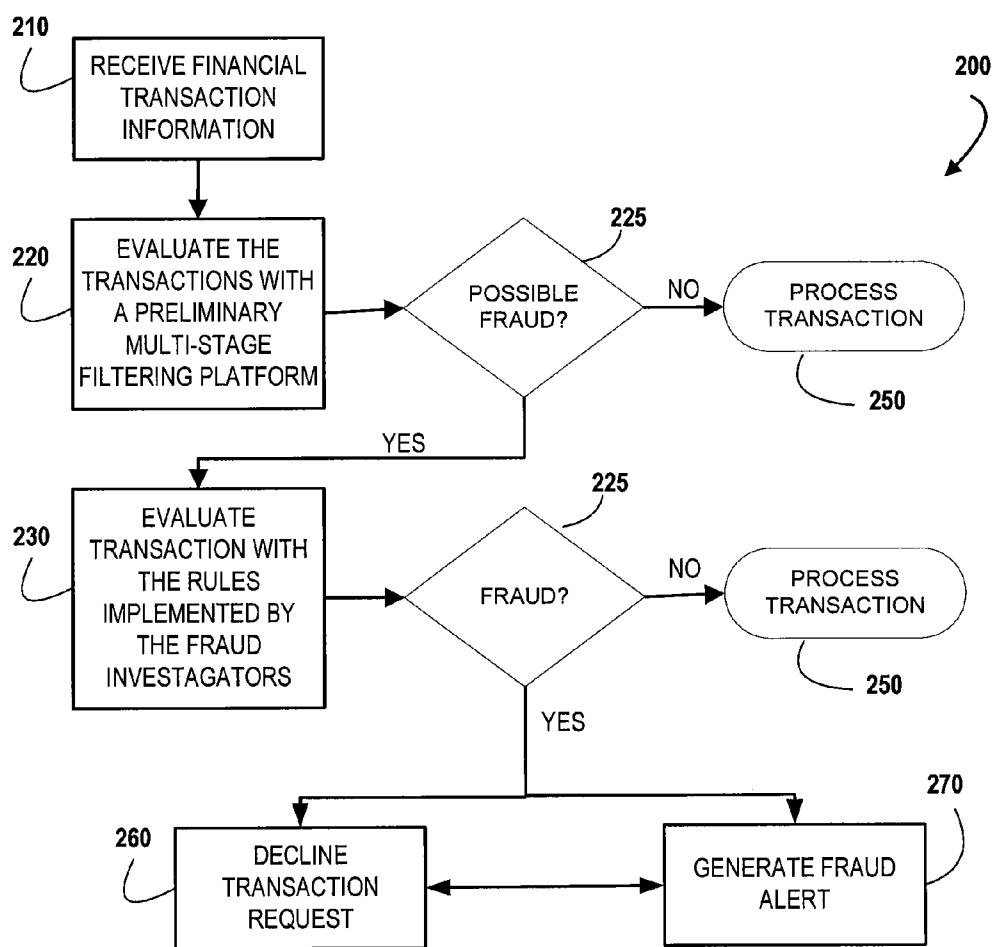 210
RECEIVE FINANCIAL
TRANSACTION
INFORMATION
200
220
EVALUATE THE
TRANSACTIONS WITH
A PRELIMINARY
MULTI-STAGE
FILTERING PLATFORM
225
POSSIBLE
FRAUD?
NO
PROCESS
TRANSACTION
250
YES
230
EVALUATE
TRANSACTION WITH
THE RULES
IMPLEMENTED BY
THE FRAUD
INVESTAGATORS
225
FRAUD?
NO
PROCESS
TRANSACTION
250
YES
260
DECLINE
TRANSACTION
REQUEST
270
GENERATE FRAUD
ALERT